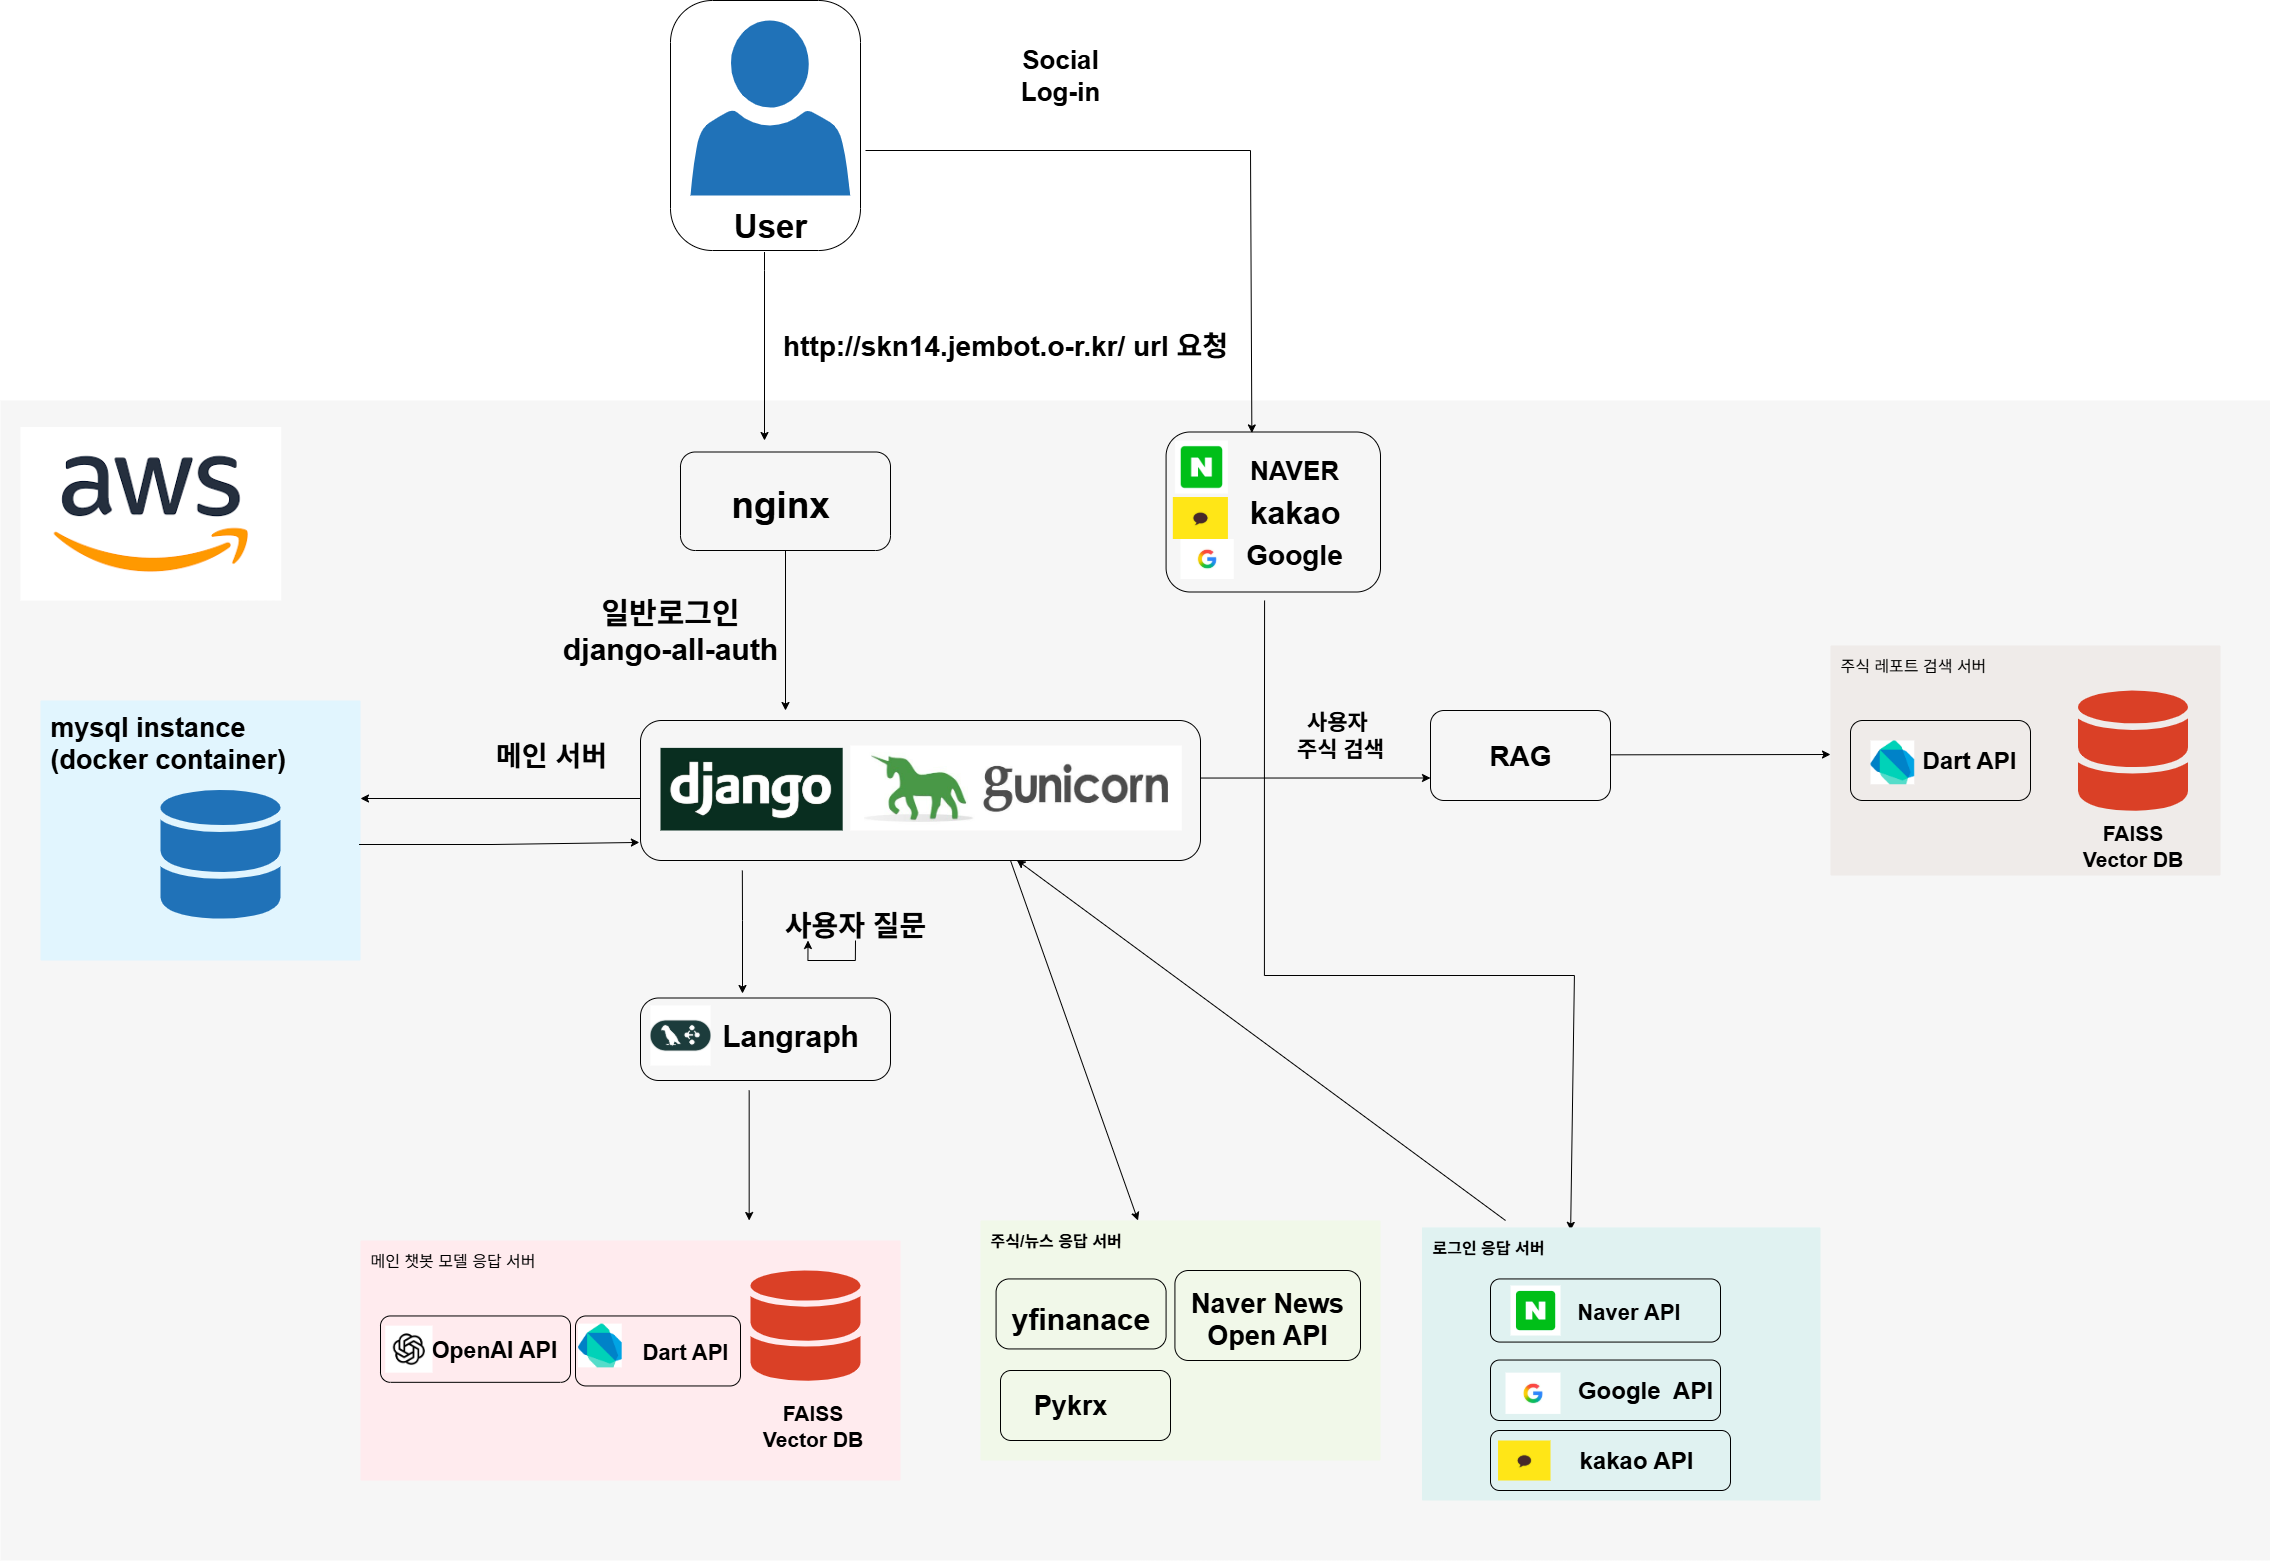 Social
Log-in
User
http://skn14.jembot.o-r.kr/ url 요청
aws
nginx
NAVER
kakao
Google
일반로그인
django-all-auth
mysql instance
(docker container)
메인 서버
django
gunicorn
사용자
주식 검색
RAG
주식 레포트 검색 서버
Dart API
FAISS
Vector DB
사용자 질문
Langraph
메인 챗봇 모델 응답 서버
OpenAI API
Dart API
FAISS
Vector DB
주식/뉴스 응답 서버
yfinanace
Naver News
Open API
Pykrx
로그인 응답 서버
Naver API
Google API
kakao API